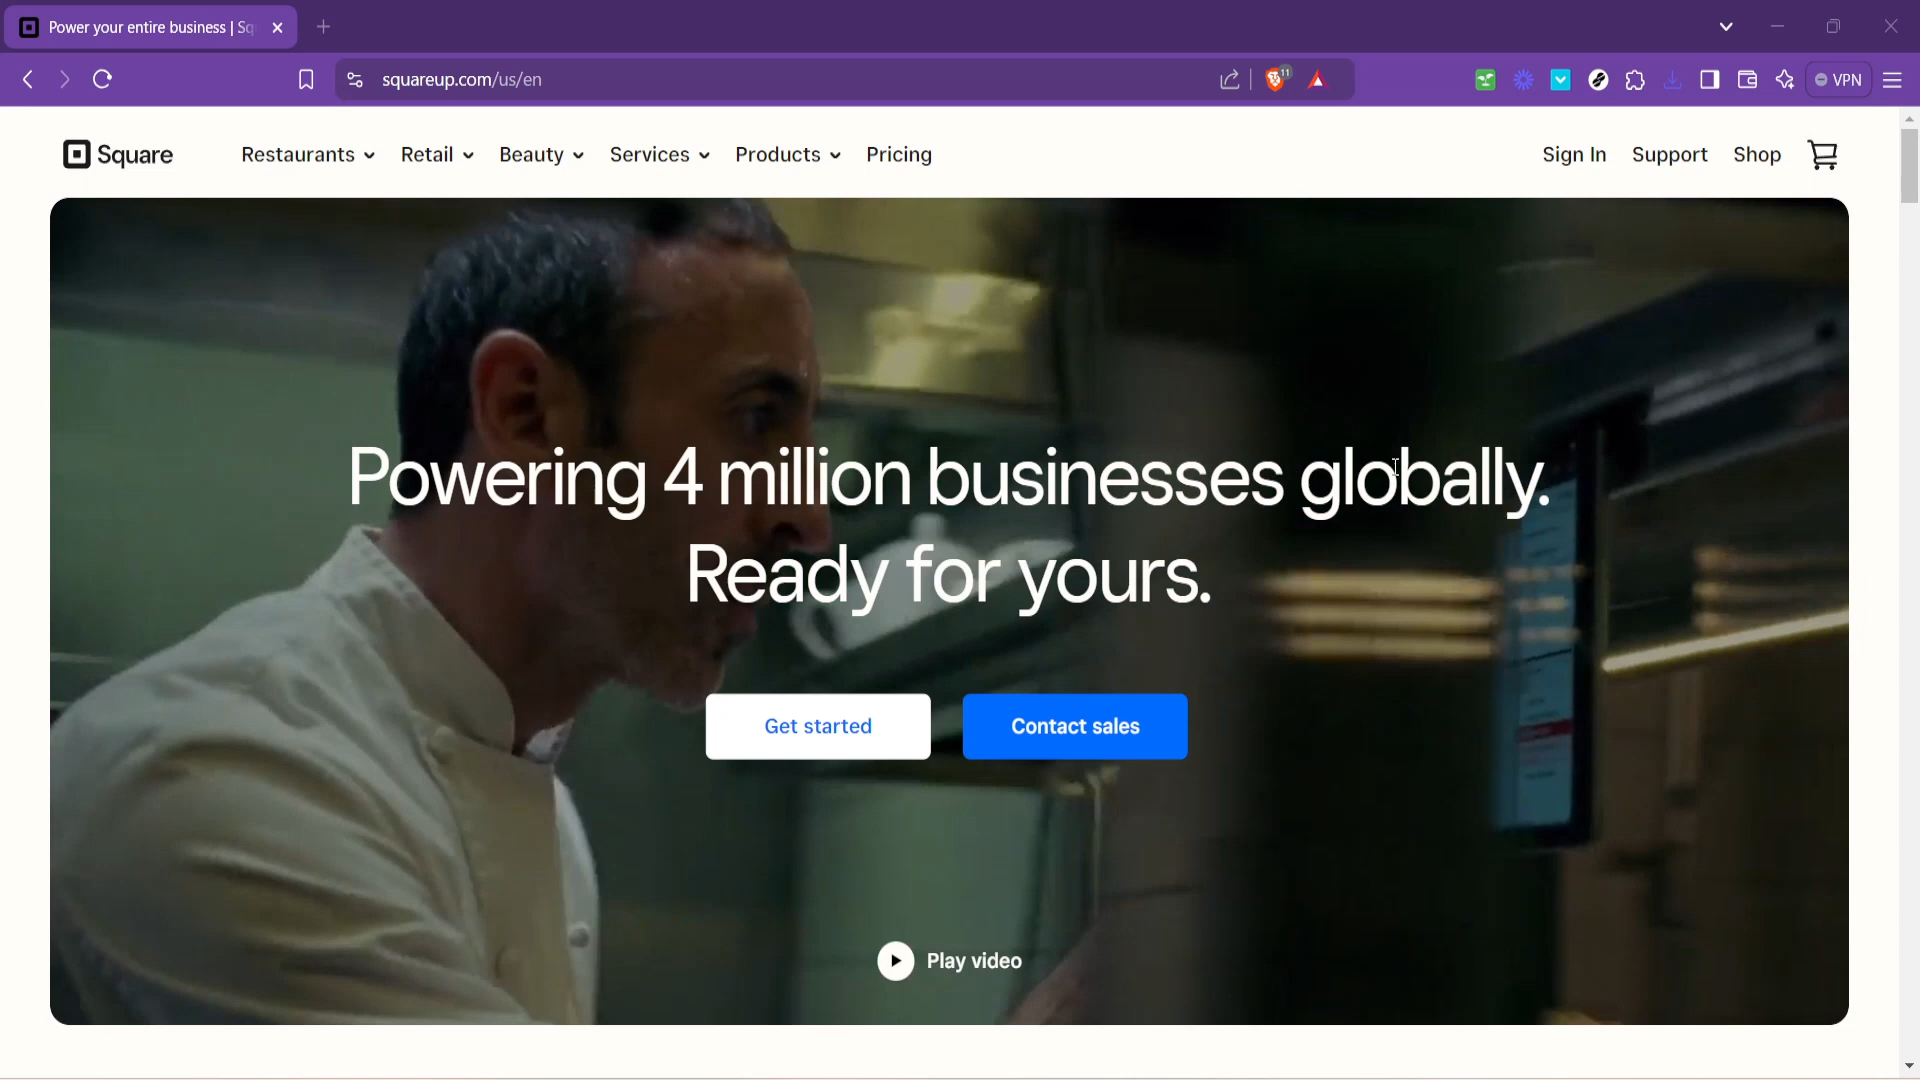 Power your entire business | Sq
squareup.com/us/en
11
VPN
Square
Restaurants
Retail
Beauty
Services
Products
Pricing
Sign In
Support
Shop
Powering 4 million businesses globally.
Ready for yours.
Get started
Contact sales
Play video